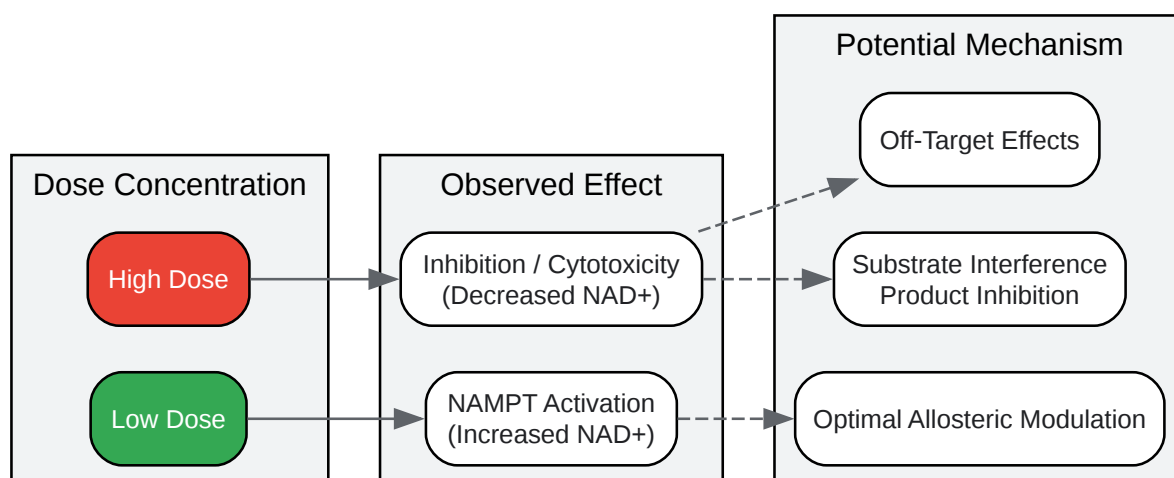 Dose Concentration
High Dose
Low Dose
Observed Effect
Inhibition / Cytotoxicity
(Decreased NAD+)
NAMPT Activation
(Increased NAD+)
Potential Mechanism
Off-Target Effects
Substrate Interference
Product Inhibition
Optimal Allosteric Modulation